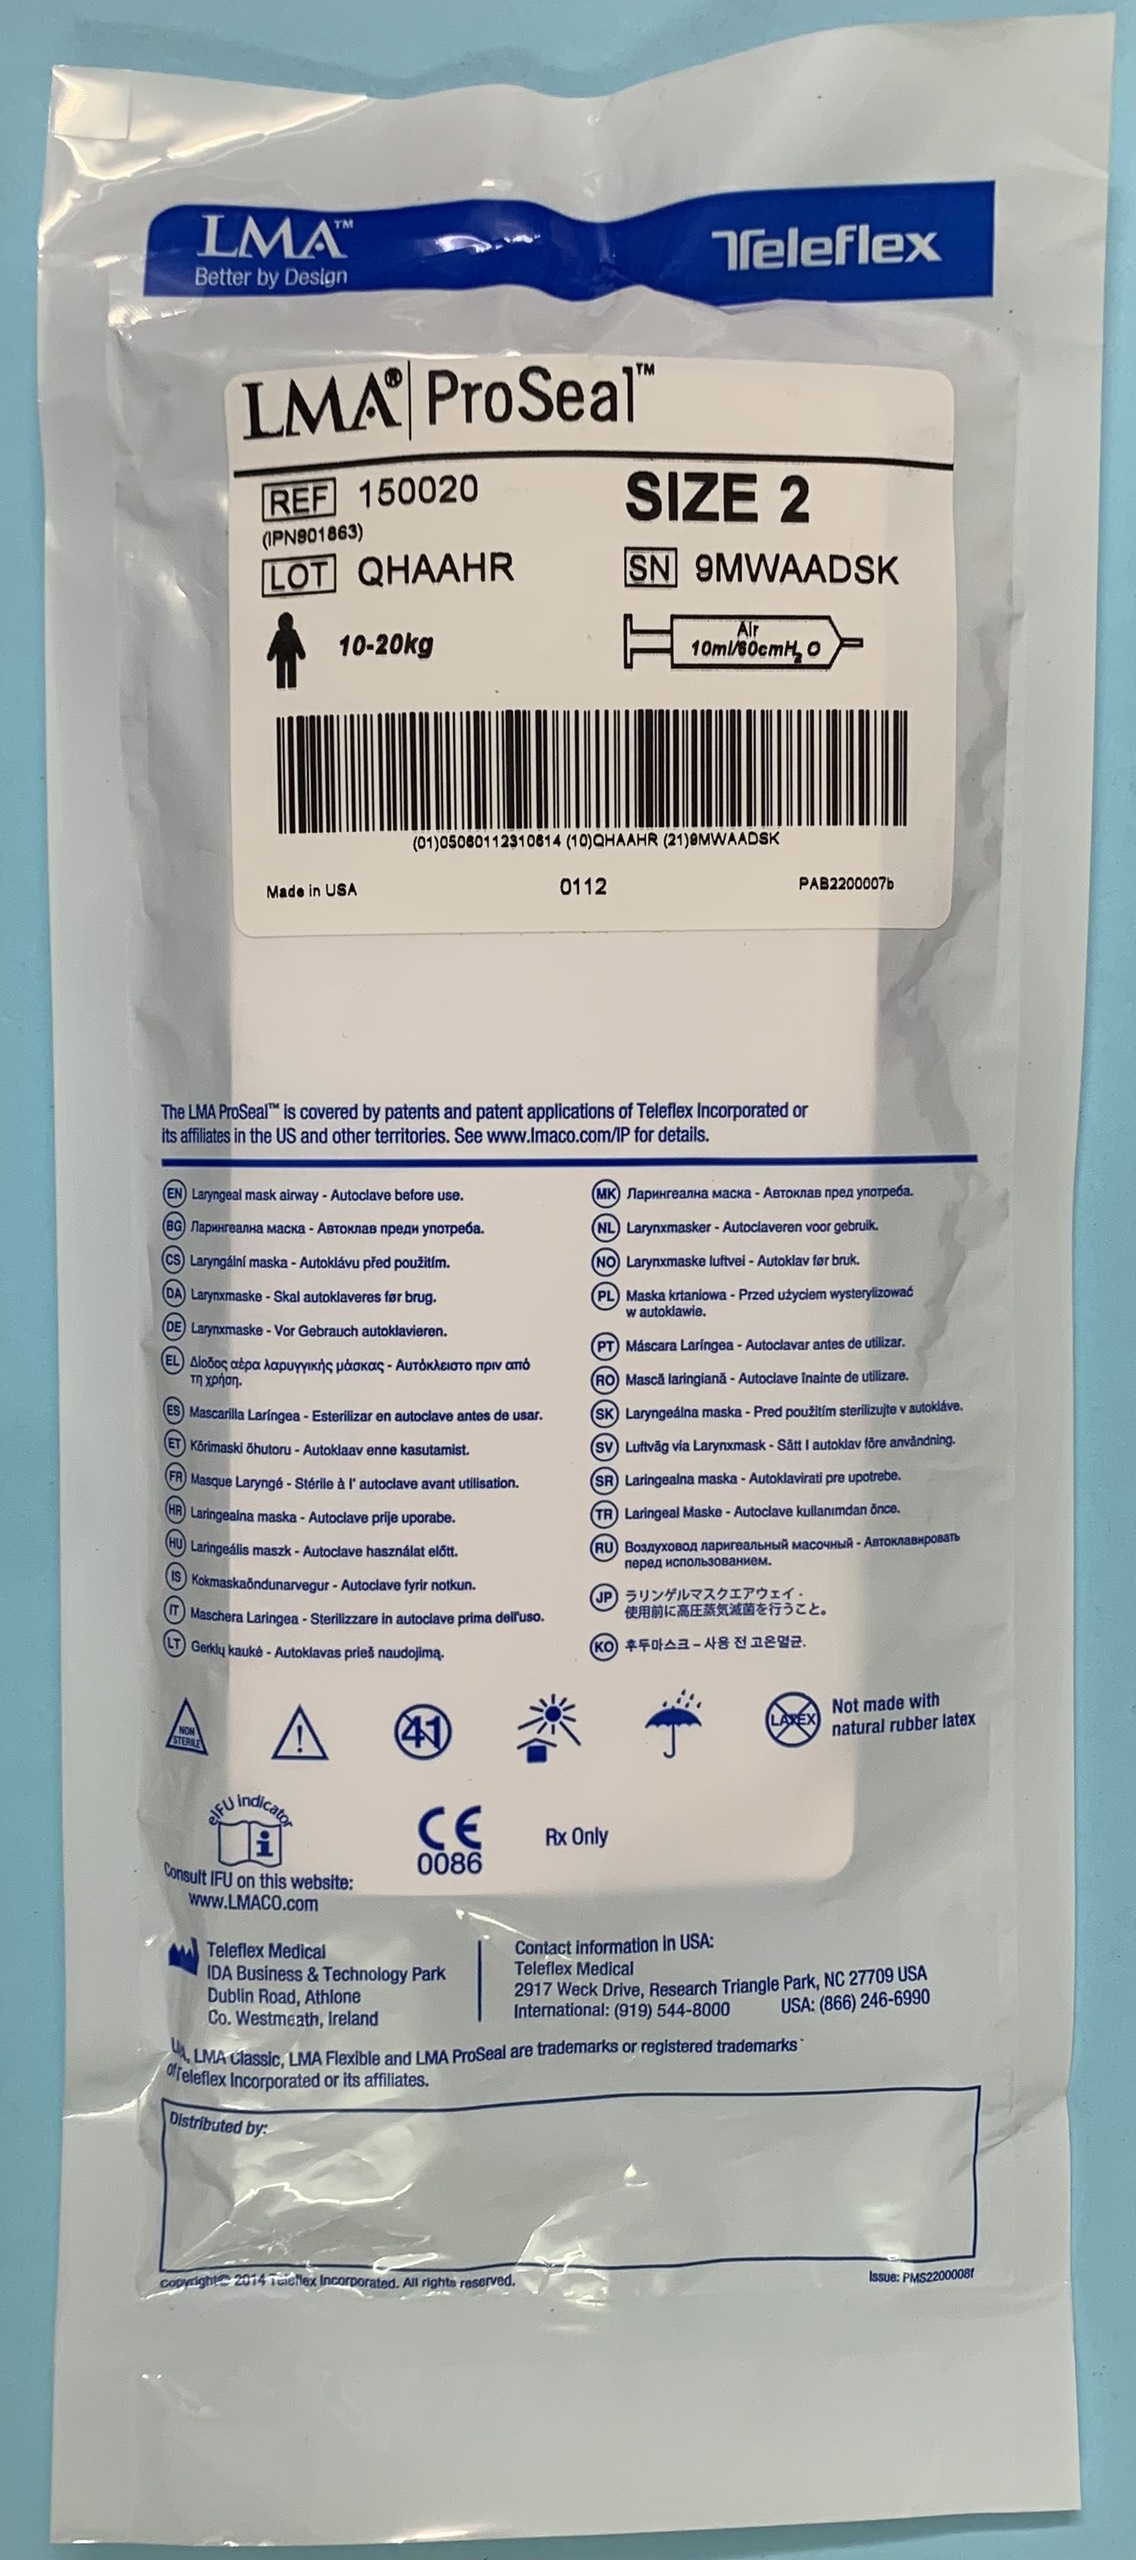 LMA™
Better by Design
Teleflex
LMA® ProSeal™
REF 150020
(IPN901863)
SIZE 2
LOT QHAAHR
SN 9MWAADSK
10-20kg
Air
10ml/60cmH₂O
(01)05060112310614 (10)QHAAHR (21)9MWAADSK
Made in USA
0112
PAB2200007b
The LMA ProSeal™ is covered by patents and patent applications of Teleflex Incorporated or
its affiliates in the US and other territories. See www.lmaco.com/IP for details.
EN Laryngeal mask airway - Autoclave before use.
BG Ларингеална маска - Автоклав преди употреба.
CS Laryngální maska - Autoklávu před použitím.
DA Larynxmaske - Skal autoklaveres før brug.
DE Larynxmaske - Vor Gebrauch autoklavieren.
EL Δίοδος αέρα λαρυγγικής μάσκας - Αυτόκλειστο πριν από
τη χρήση.
ES Mascarilla Laríngea - Esterilizar en autoclave antes de usar.
ET Kõrimaski õhutoru - Autoklaav enne kasutamist.
FR Masque Laryngé - Stérile à l' autoclave avant utilisation.
HR Laringealna maska - Autoclave prije uporabe.
HU Laringeális maszk - Autoclave használat előtt.
IS Kokmaskaöndunarvegur - Autoclave fyrir notkun.
IT Maschera Laringea - Sterilizzare in autoclave prima dell'uso.
LT Gerklų kaukė - Autoklavas prieš naudojimą.
MK Ларингеална маска - Автоклав пред употреба.
NL Larynxmasker - Autoclaveren voor gebruik.
NO Larynxmaske luftvei - Autoklav før bruk.
PL Maska krtaniowa - Przed użyciem wysterylizować
w autoklawie.
PT Máscara Laríngea - Autoclavar antes de utilizar.
RO Mască laringiană - Autoclave înainte de utilizare.
SK Laryngeálna maska - Pred použitím sterilizujte v autokláve.
SV Luftväg via Larynxmask - Sätt I autoklav före användning.
SR Laringealna maska - Autoklavirati pre upotrebe.
TR Laringeal Maske - Autoclave kullanımdan önce.
RU Воздуховод ларигеальный масочный - Автоклавировать
перед использованием.
JP ラリンゲルマスクエアウェイ -
使用前に高圧蒸気滅菌を行うこと。
KO 후두마스크 – 사용 전 고온멸균.
NON
STERILE
!
41
LATEX
Not made with
natural rubber latex
eIFU indicator
i
Consult IFU on this website:
www.LMACO.com
CE
0086
Rx Only
Teleflex Medical
IDA Business & Technology Park
Dublin Road, Athlone
Co. Westmeath, Ireland
Contact information in USA:
Teleflex Medical
2917 Weck Drive, Research Triangle Park, NC 27709 USA
International: (919) 544-8000 USA: (866) 246-6990
LMA, LMA Classic, LMA Flexible and LMA ProSeal are trademarks or registered trademarks
of Teleflex Incorporated or its affiliates.
Distributed by:
copyright© 2014 Teleflex Incorporated. All rights reserved.
Issue: PMS2200008f